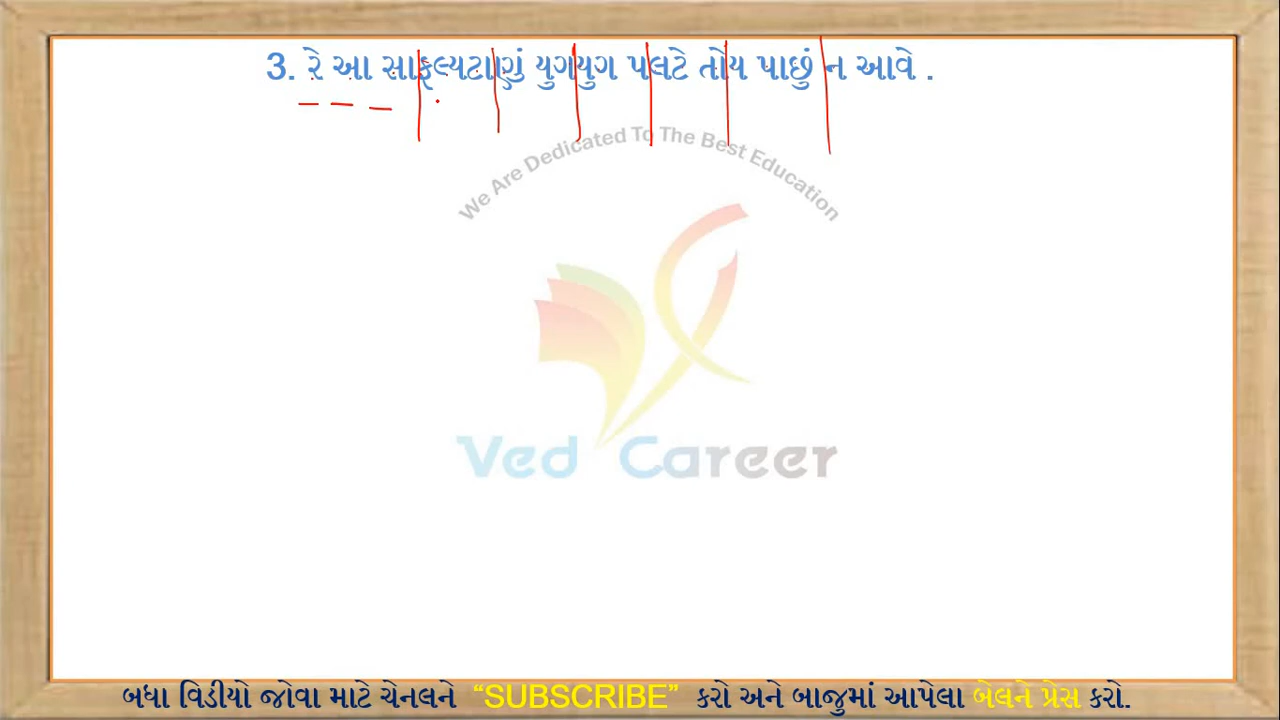 3. રે આ સાફલ્યટાણું યુગયુગ પલટે તોય પાછું ન આવે .
We Are Dedicated To The Best Education
Ved Career
બધા વિડીયો જોવા માટે ચેનલને “SUBSCRIBE” કરો અને બાજુમાં આપેલા બેલને પ્રેસ કરો.